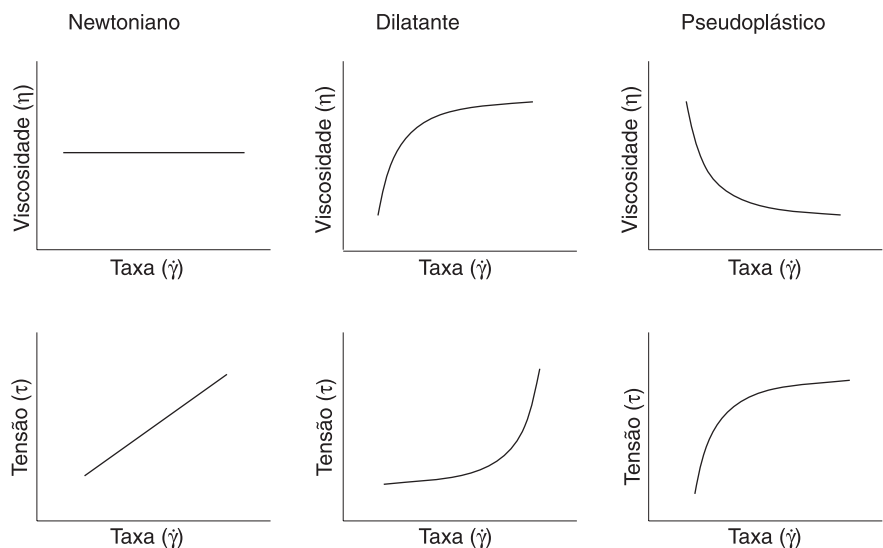 Newtoniano
Dilatante
Pseudoplástico
Viscosidade (η)
Taxa (γ̇)
Viscosidade (η)
Taxa (γ̇)
Viscosidade (η)
Taxa (γ̇)
Tensão (τ)
Taxa (γ̇)
Tensão (τ)
Taxa (γ̇)
Tensão (τ)
Taxa (γ̇)